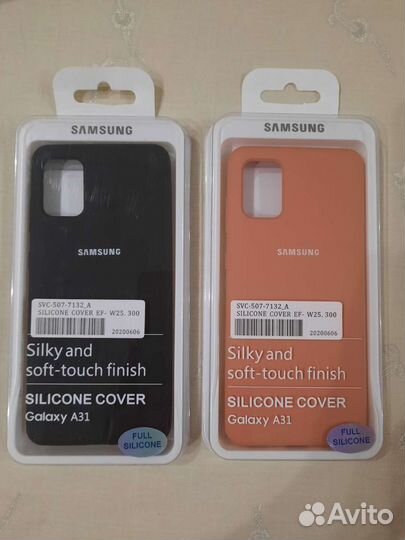 SAMSUNG
SAMSUNG
SVC-507-7132_A
SILICONE COVER EF- W25. 300
20200606
Silky and
soft-touch finish
SILICONE COVER
Galaxy A31
FULL
SILICONE
SAMSUNG
SAMSUNG
SVC-507-7132_A
SILICONE COVER EF- W25. 300
20200606
Silky and
soft-touch finish
SILICONE COVER
Galaxy A31
FULL
SILICONE
Avito